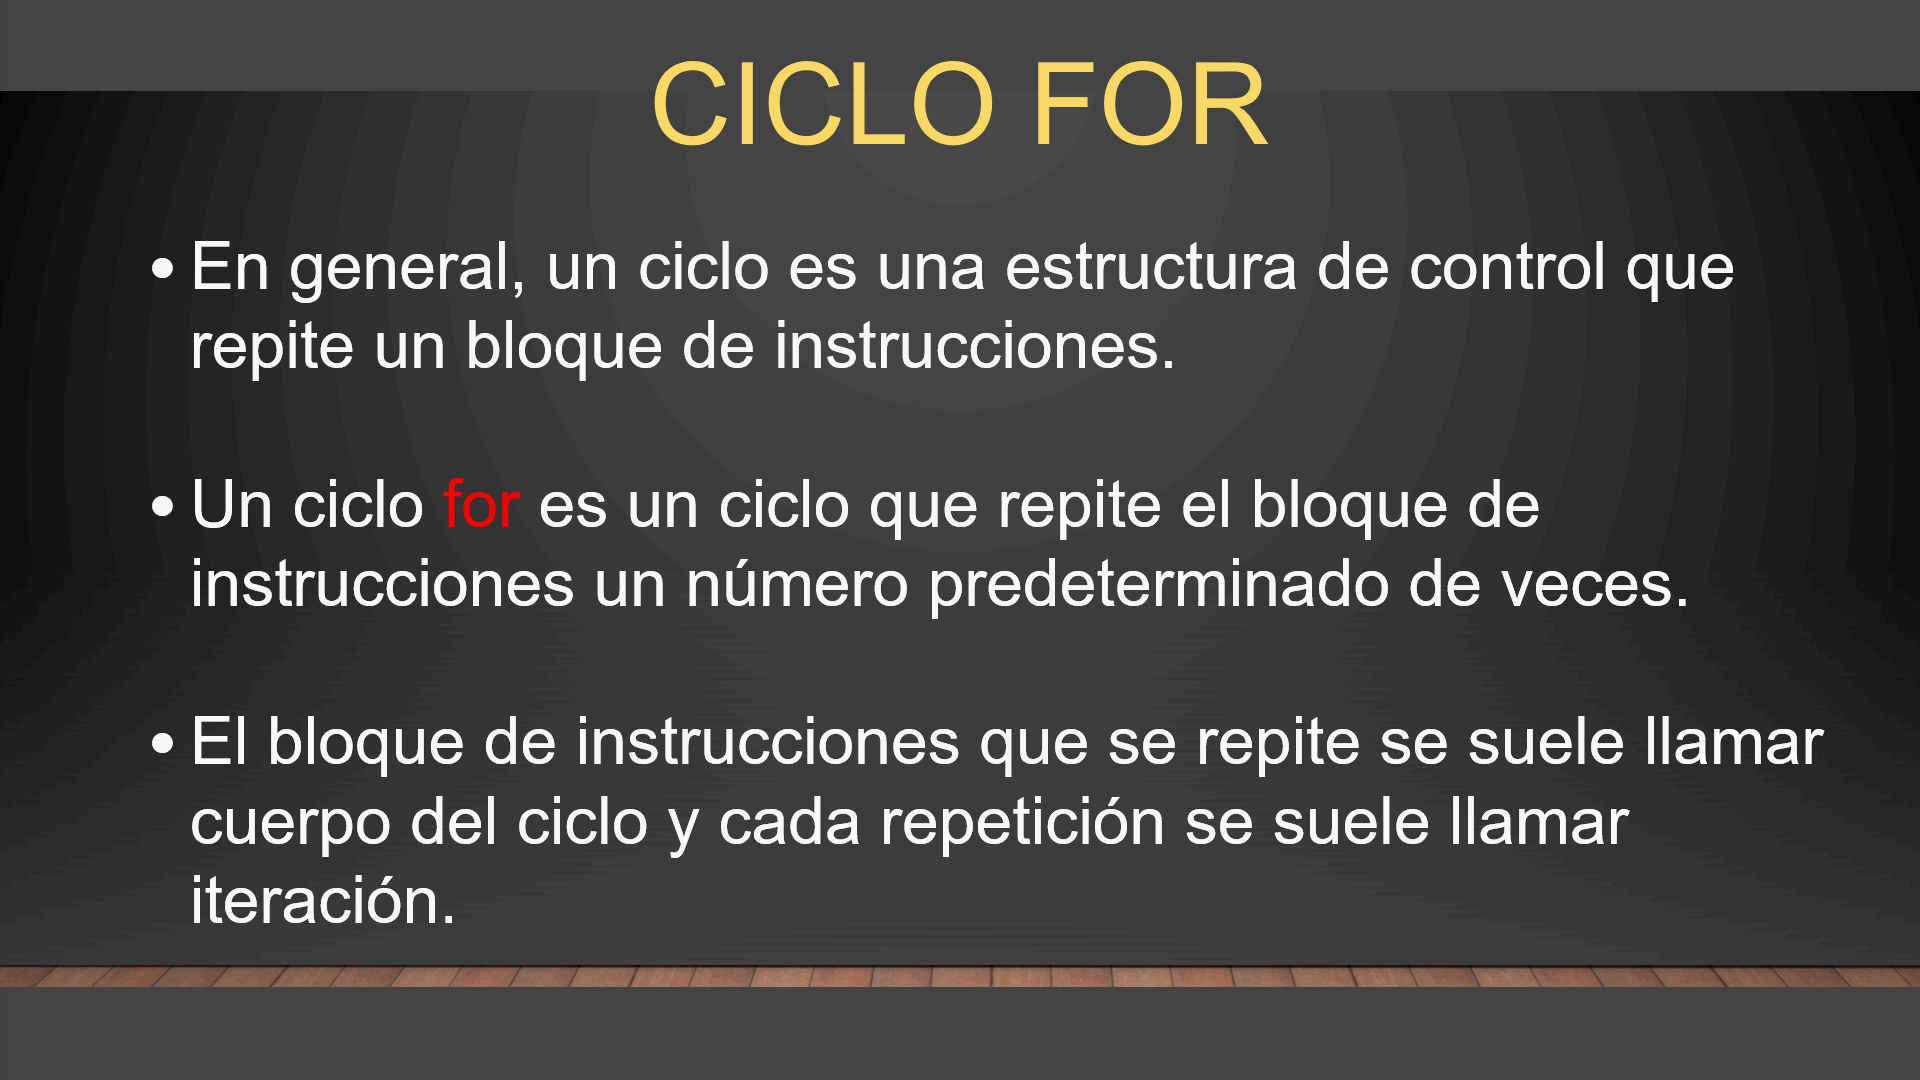 CICLO FOR
• En general, un ciclo es una estructura de control que
repite un bloque de instrucciones.
• Un ciclo for es un ciclo que repite el bloque de
instrucciones un número predeterminado de veces.
• El bloque de instrucciones que se repite se suele llamar
cuerpo del ciclo y cada repetición se suele llamar
iteración.